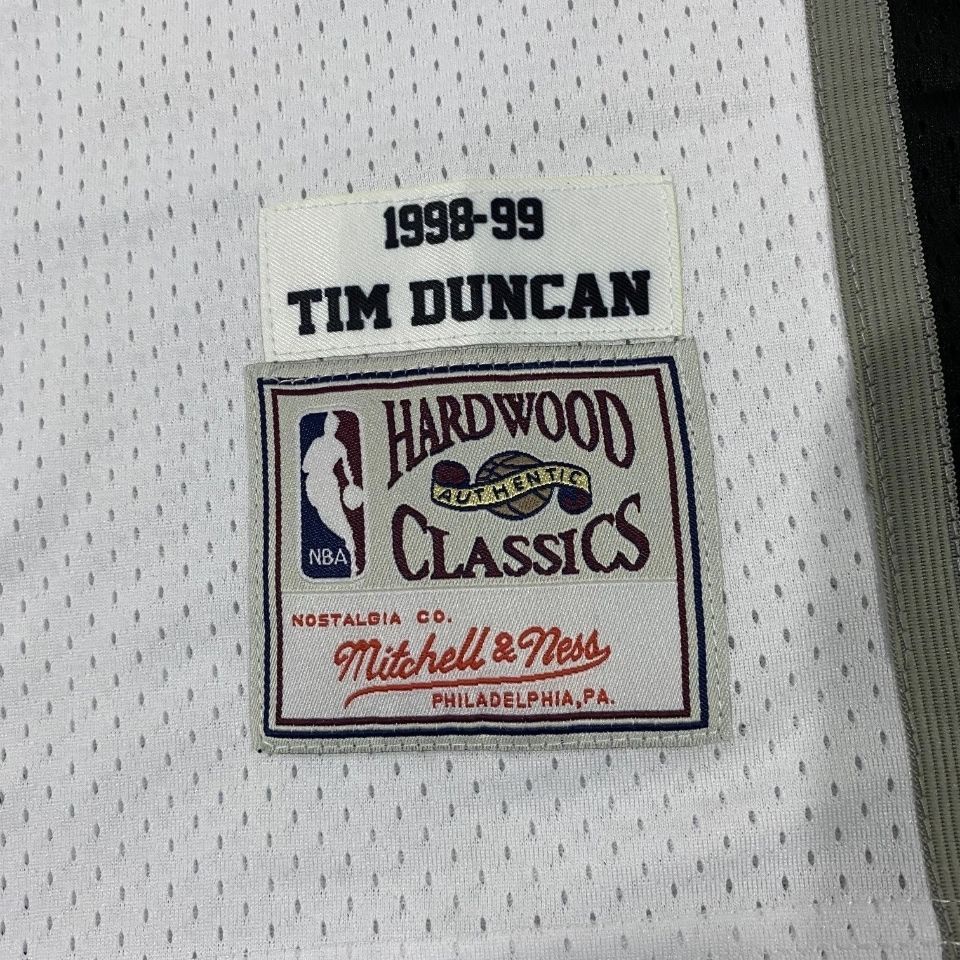 1998-99
TIM DUNCAN
HARDWOOD
AUTHENTIC
CLASSICS
NBA
NOSTALGIA CO.
Mitchell & Ness
PHILADELPHIA, PA.